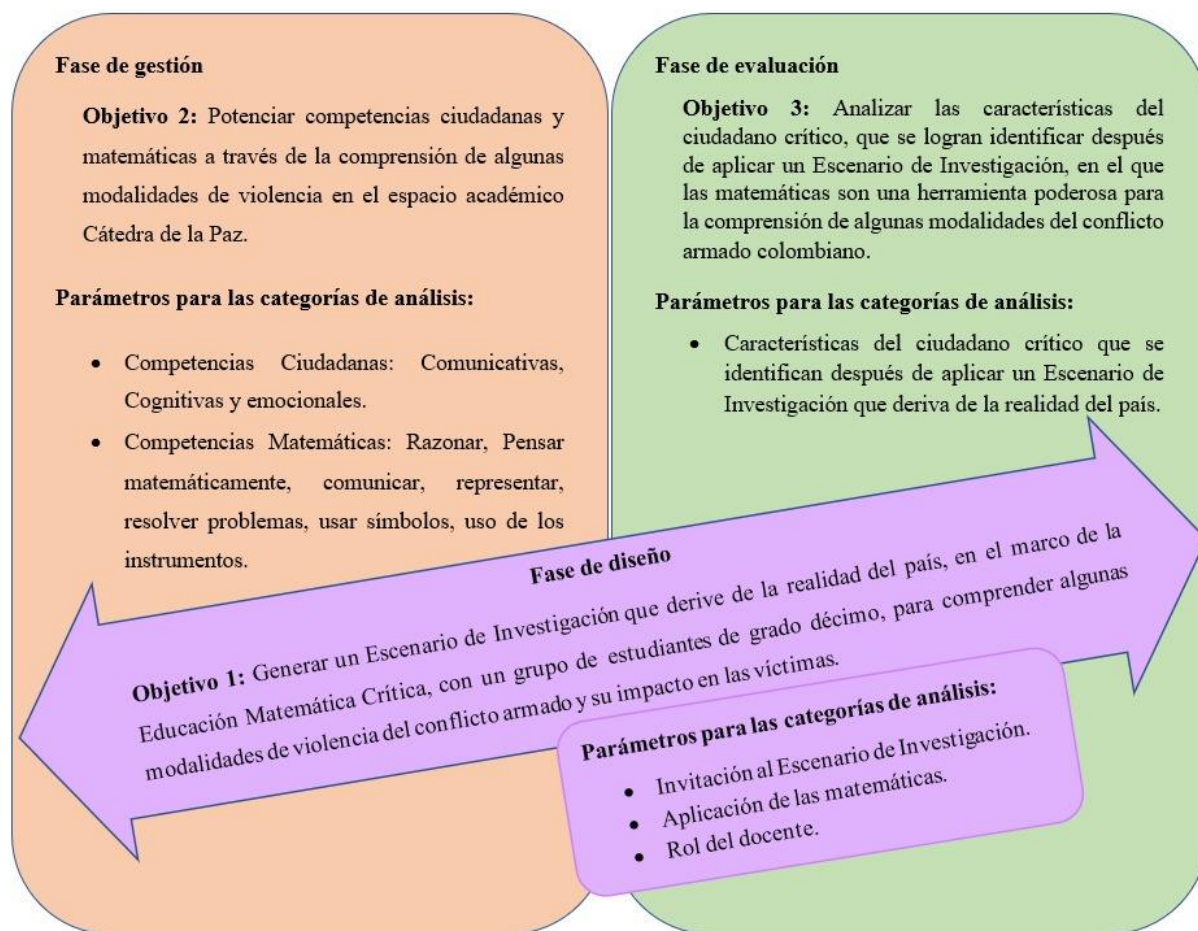 Fase de gestión
Objetivo 2: Potenciar competencias ciudadanas y
matemáticas a través de la comprensión de algunas
modalidades de violencia en el espacio académico
Cátedra de la Paz.
Parámetros para las categorías de análisis:
• Competencias Ciudadanas: Comunicativas,
Cognitivas y emocionales.
• Competencias Matemáticas: Razonar, Pensar
matemáticamente, comunicar, representar,
resolver problemas, usar símbolos, uso de los
instrumentos.
Fase de evaluación
Objetivo 3: Analizar las características del
ciudadano crítico, que se logran identificar después
de aplicar un Escenario de Investigación, en el que
las matemáticas son una herramienta poderosa para
la comprensión de algunas modalidades del conflicto
armado colombiano.
Parámetros para las categorías de análisis:
• Características del ciudadano crítico que se
identifican después de aplicar un Escenario de
Investigación que deriva de la realidad del país.
Fase de diseño
Objetivo 1: Generar un Escenario de Investigación que derive de la realidad del país, en el marco de la
Educación Matemática Crítica, con un grupo de estudiantes de grado décimo, para comprender algunas
modalidades de violencia del conflicto armado y su impacto en las víctimas.
Parámetros para las categorías de análisis:
• Invitación al Escenario de Investigación.
• Aplicación de las matemáticas.
• Rol del docente.